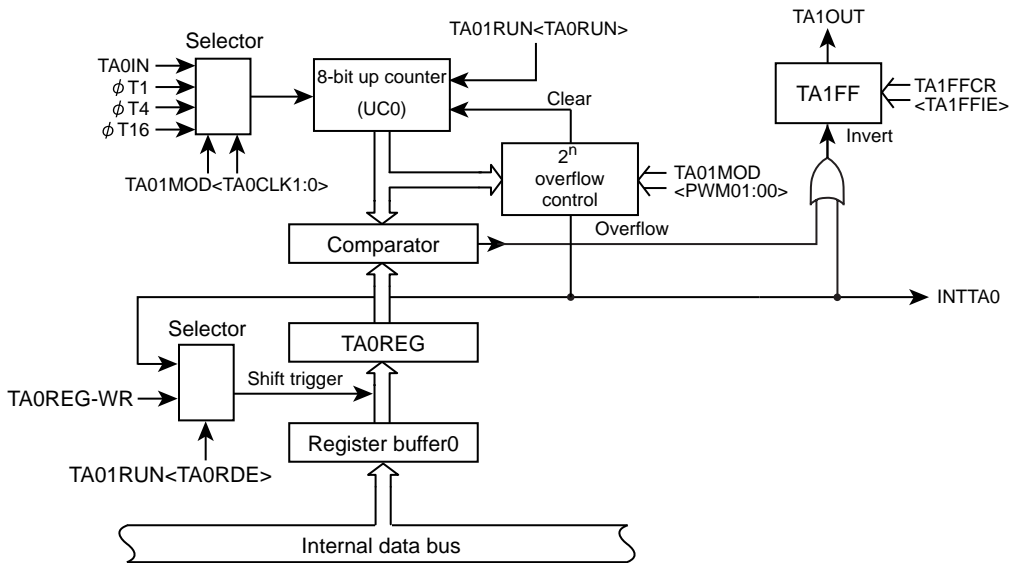 TA1OUT
TA01RUN<TA0RUN>
Selector
TA0IN
ϕT1
ϕT4
ϕT16
8-bit up counter
(UC0)
TA1FF
TA1FFCR
<TA1FFIE>
Clear
Invert
TA01MOD<TA0CLK1:0>
2n
overflow
control
TA01MOD
<PWM01:00>
Comparator
Overflow
INTTA0
Selector
TA0REG
Shift trigger
TA0REG-WR
Register buffer0
TA01RUN<TA0RDE>
Internal data bus